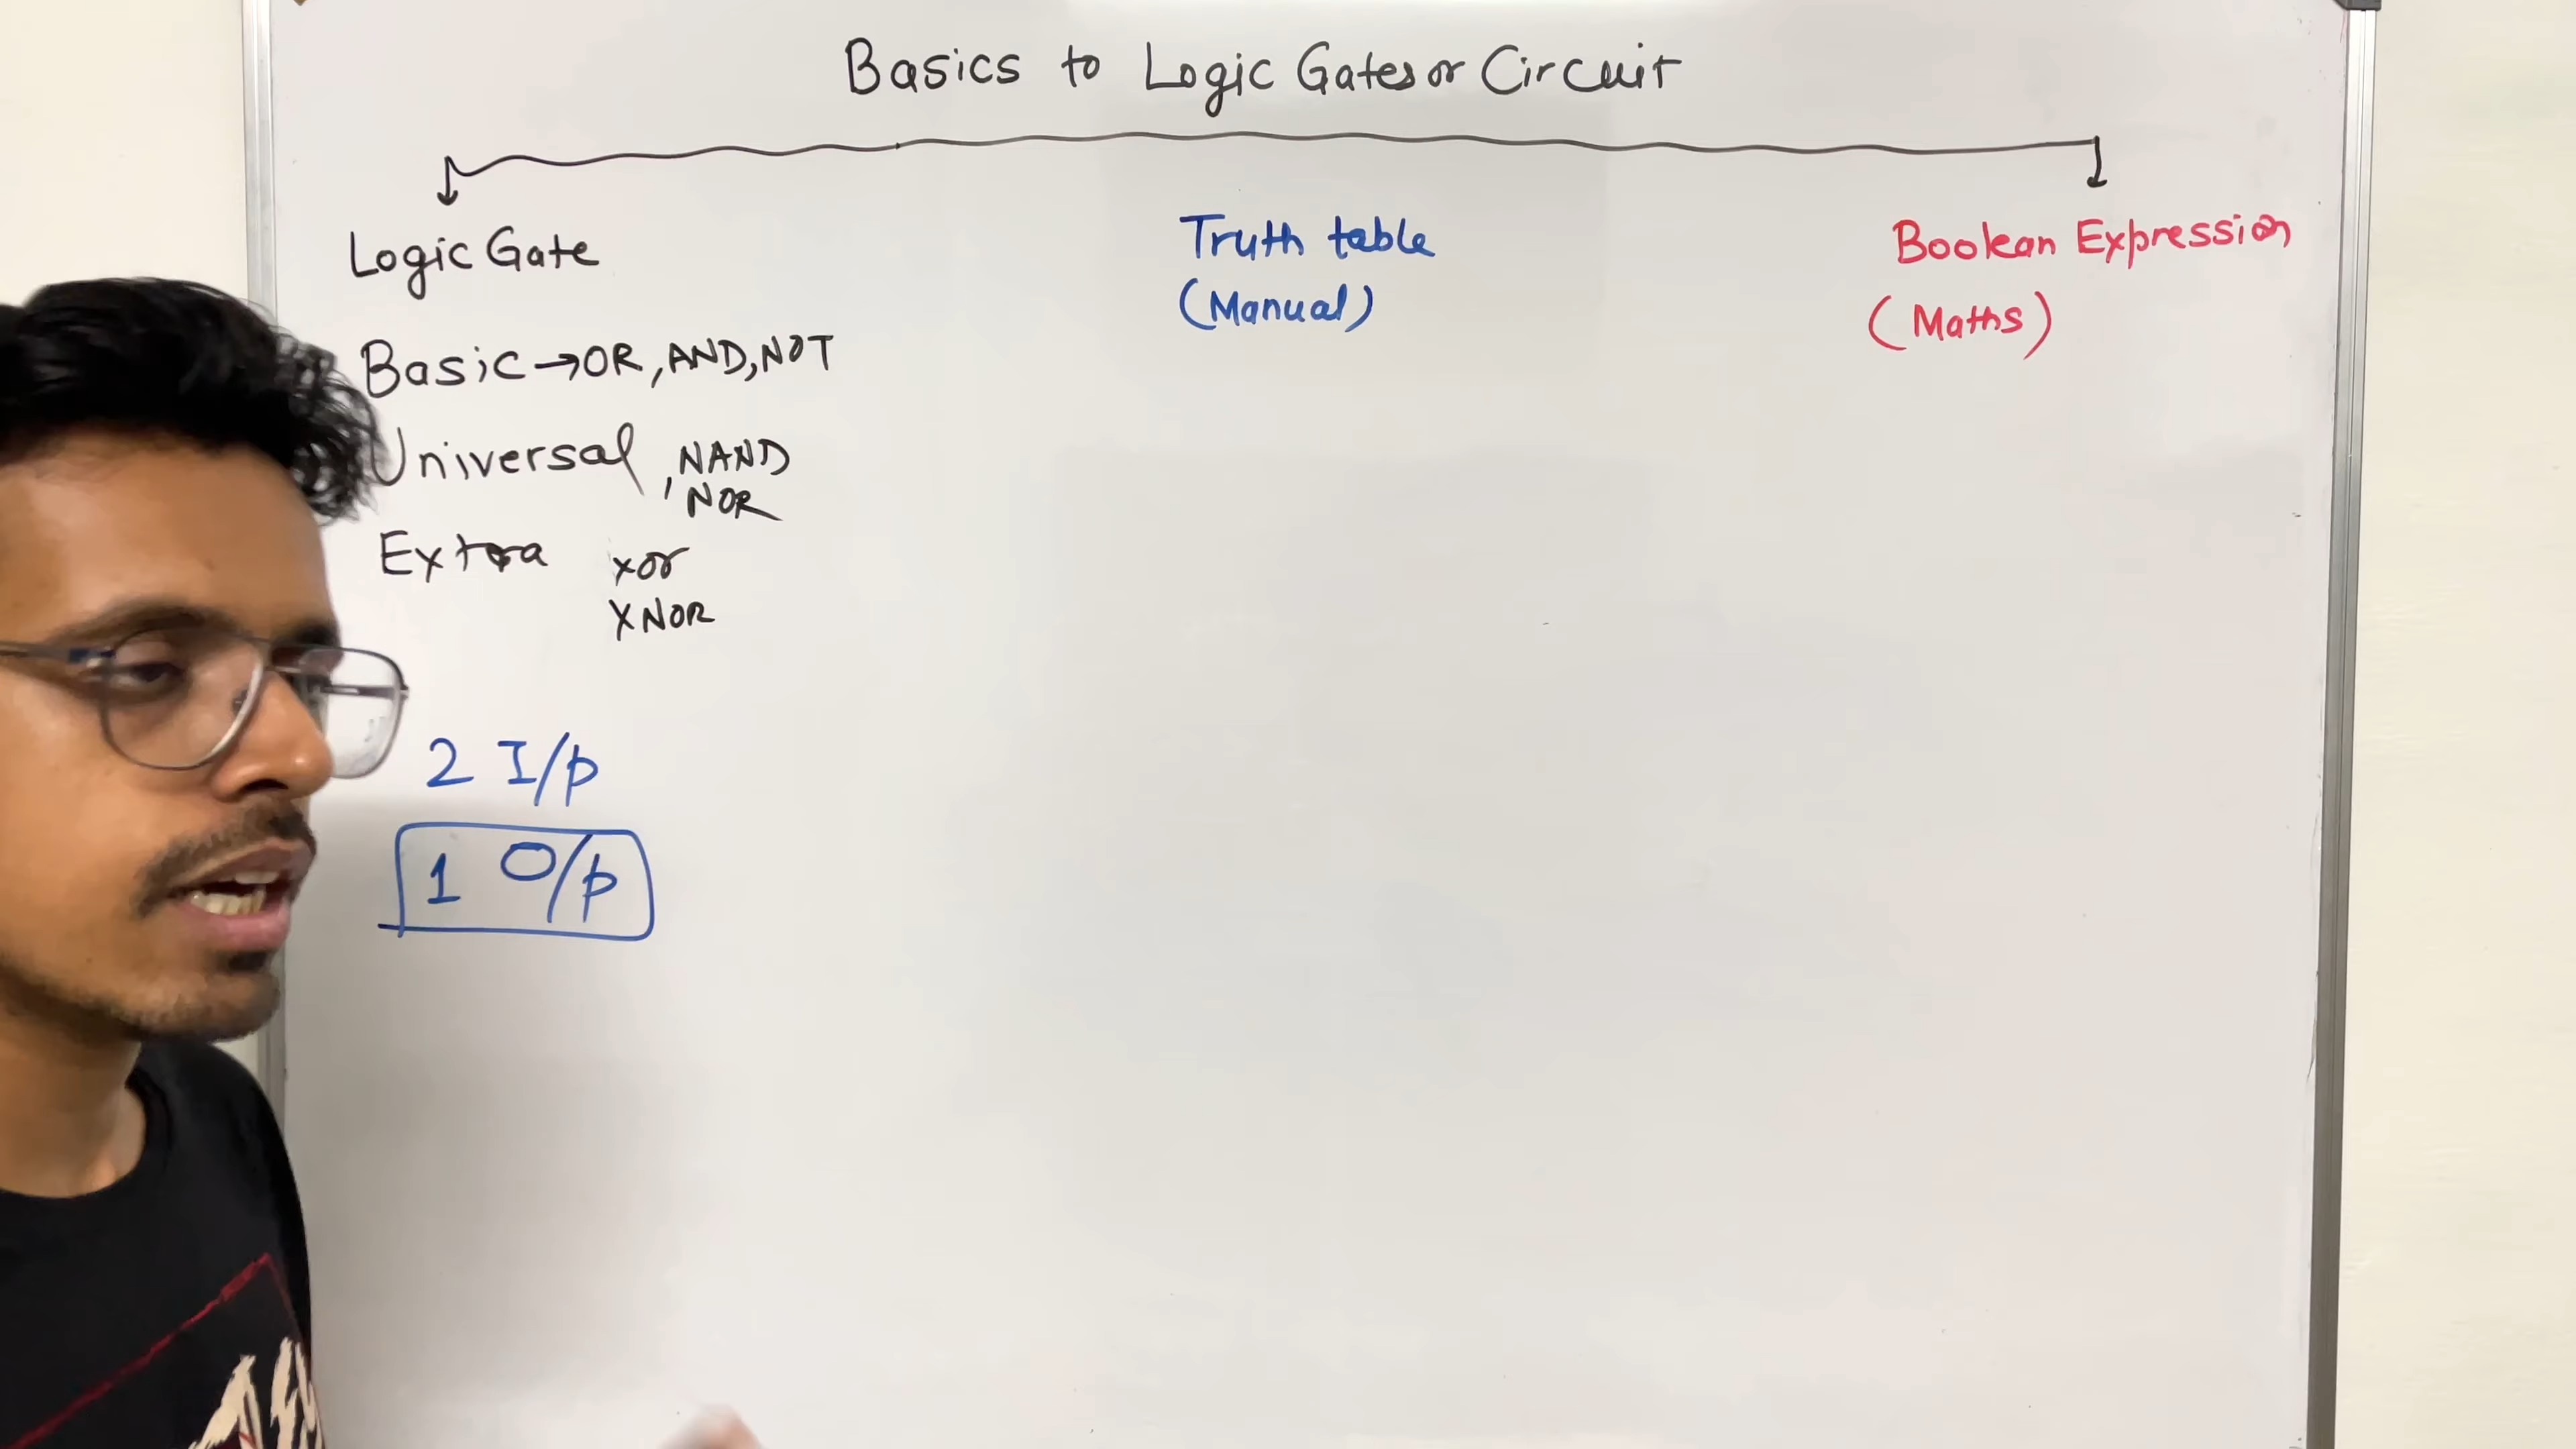 Basics to Logic Gates or Circuit
Logic Gate
Basic → OR, AND, NOT
Universal, NAND
, NOR
Extra xor
XNOR
2 I/p
1 O/p
Truth table
(Manual)
Boolean Expression
(Maths)